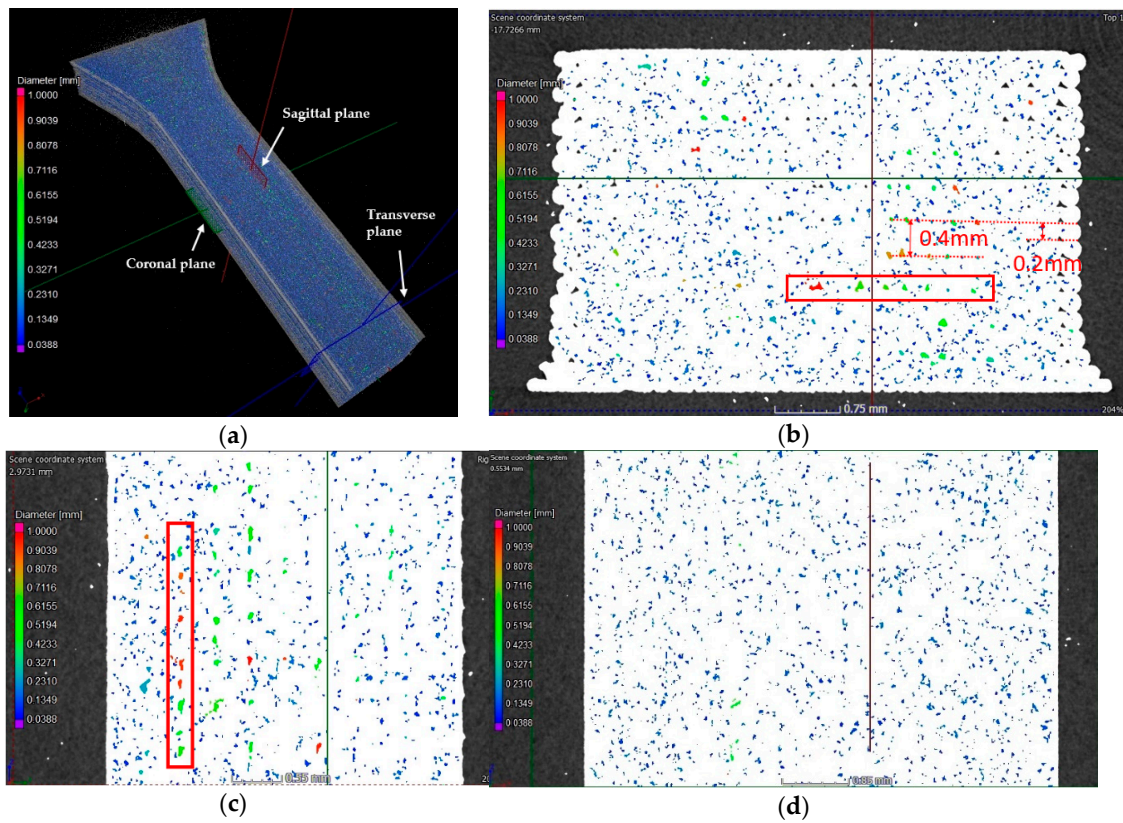 Diameter [mm]
1.0000
0.9039
0.8078
0.7116
0.6155
0.5194
0.4233
0.3271
0.2310
0.1349
0.0388
Sagittal plane
Transverse
plane
Coronal plane
(a)
Scene coordinate system
-17.7266 mm
Top 1
Diameter [mm]
1.0000
0.9039
0.8078
0.7116
0.6155
0.5194
0.4233
0.3271
0.2310
0.1349
0.0388
0.4mm
0.2mm
0.75 mm
204%
(b)
Scene coordinate system
2.9731 mm
Rig
Diameter [mm]
1.0000
0.9039
0.8078
0.7116
0.6155
0.5194
0.4233
0.3271
0.2310
0.1349
0.0388
(c)
Scene coordinate system
0.5534 mm
Diameter [mm]
1.0000
0.9039
0.8078
0.7116
0.6155
0.5194
0.4233
0.3271
0.2310
0.1349
0.0388
(d)